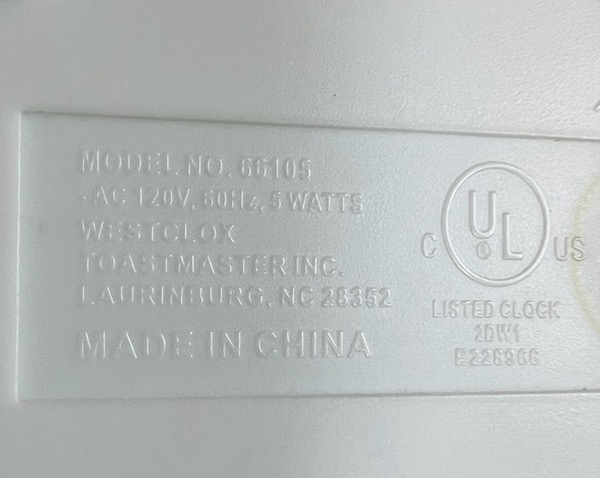 MODEL NO. 66105
AC 120V, 60Hz, 5 WATTS
WESTCLOX
TOASTMASTER INC.
LAURINBURG, NC 28352
MADE IN CHINA
C UL ® US
LISTED CLOCK
2DW1
E226966